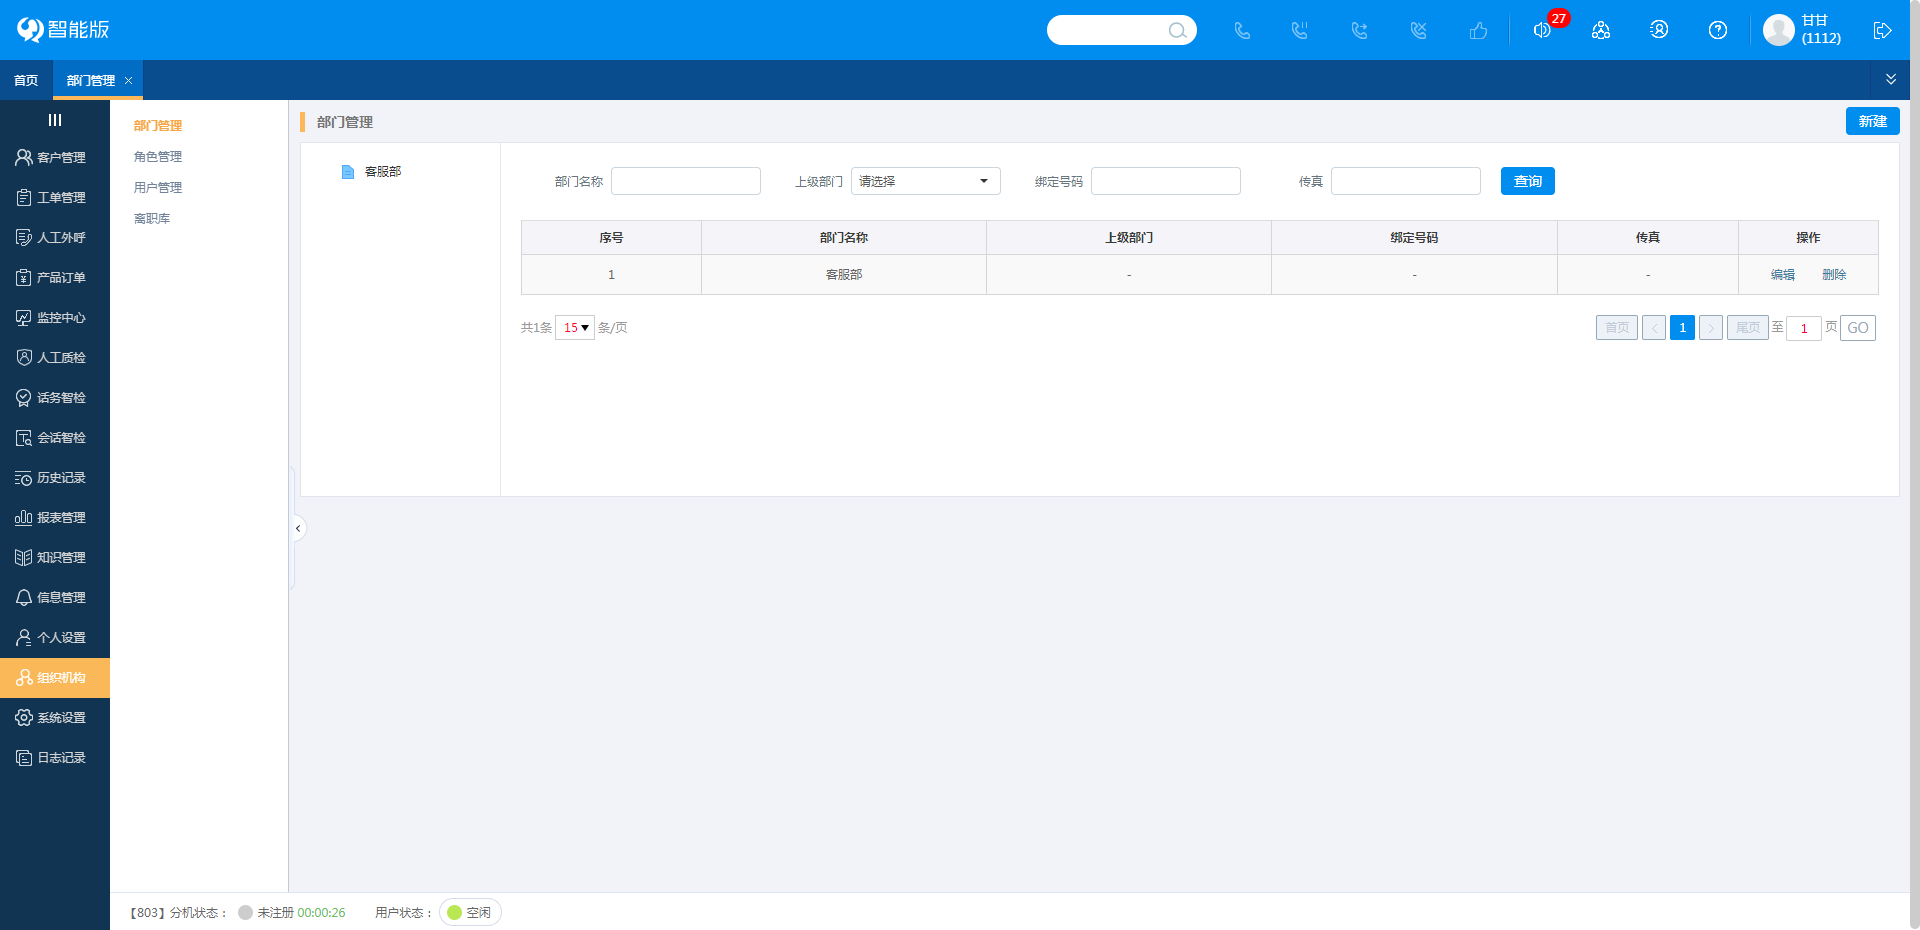 智能版
27
甘甘
(1112)
首页
部门管理
客户管理
工单管理
人工外呼
产品订单
监控中心
人工质检
话务智检
会话智检
历史记录
报表管理
知识管理
信息管理
个人设置
组织机构
系统设置
日志记录
部门管理
角色管理
用户管理
离职库
部门管理
新建
客服部
部门名称
上级部门 请选择
绑定号码
传真
查询
序号 部门名称 上级部门 绑定号码 传真 操作
1 客服部 - - - 编辑 删除
共1条 15 条/页
首页 < 1 > 尾页 至 1 页 GO
【803】分机状态： 未注册 00:00:26 用户状态： 空闲